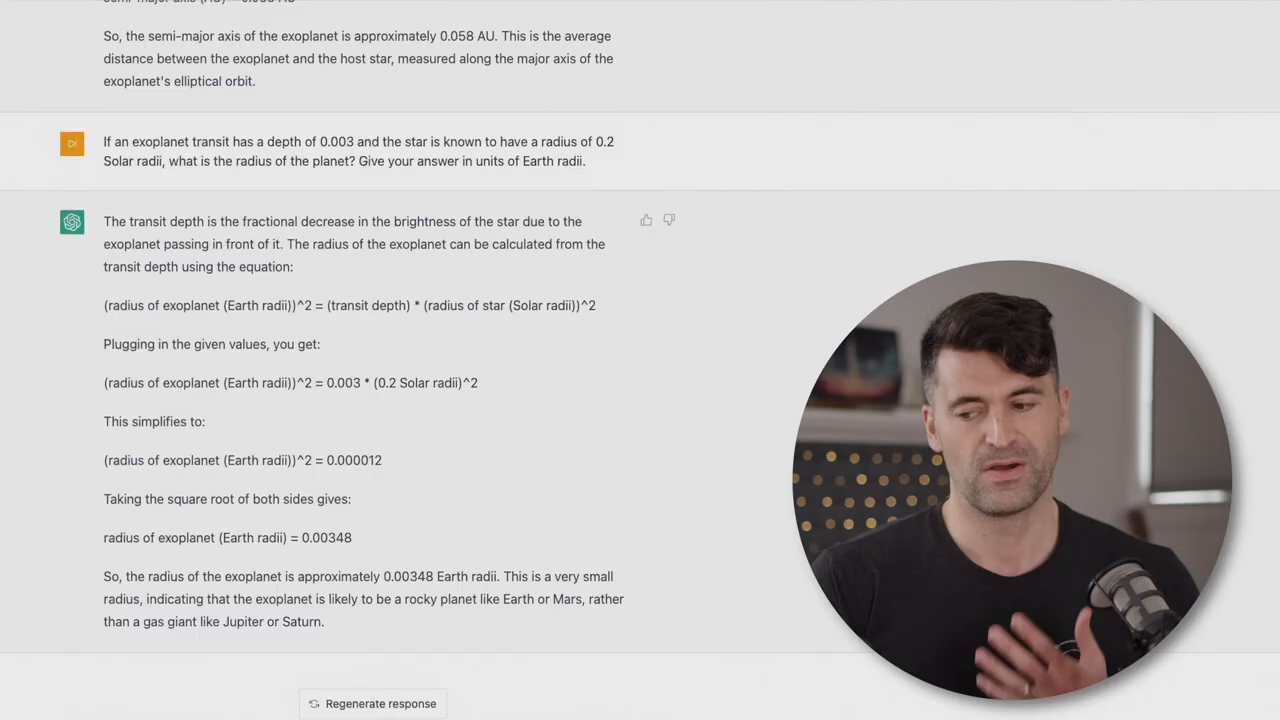 So, the semi-major axis of the exoplanet is approximately 0.058 AU. This is the average
distance between the exoplanet and the host star, measured along the major axis of the
exoplanet's elliptical orbit.
DI
If an exoplanet transit has a depth of 0.003 and the star is known to have a radius of 0.2
Solar radii, what is the radius of the planet? Give your answer in units of Earth radii.
The transit depth is the fractional decrease in the brightness of the star due to the
exoplanet passing in front of it. The radius of the exoplanet can be calculated from the
transit depth using the equation:
(radius of exoplanet (Earth radii))^2 = (transit depth) * (radius of star (Solar radii))^2
Plugging in the given values, you get:
(radius of exoplanet (Earth radii))^2 = 0.003 * (0.2 Solar radii)^2
This simplifies to:
(radius of exoplanet (Earth radii))^2 = 0.000012
Taking the square root of both sides gives:
radius of exoplanet (Earth radii) = 0.00348
So, the radius of the exoplanet is approximately 0.00348 Earth radii. This is a very small
radius, indicating that the exoplanet is likely to be a rocky planet like Earth or Mars, rather
than a gas giant like Jupiter or Saturn.
Regenerate response